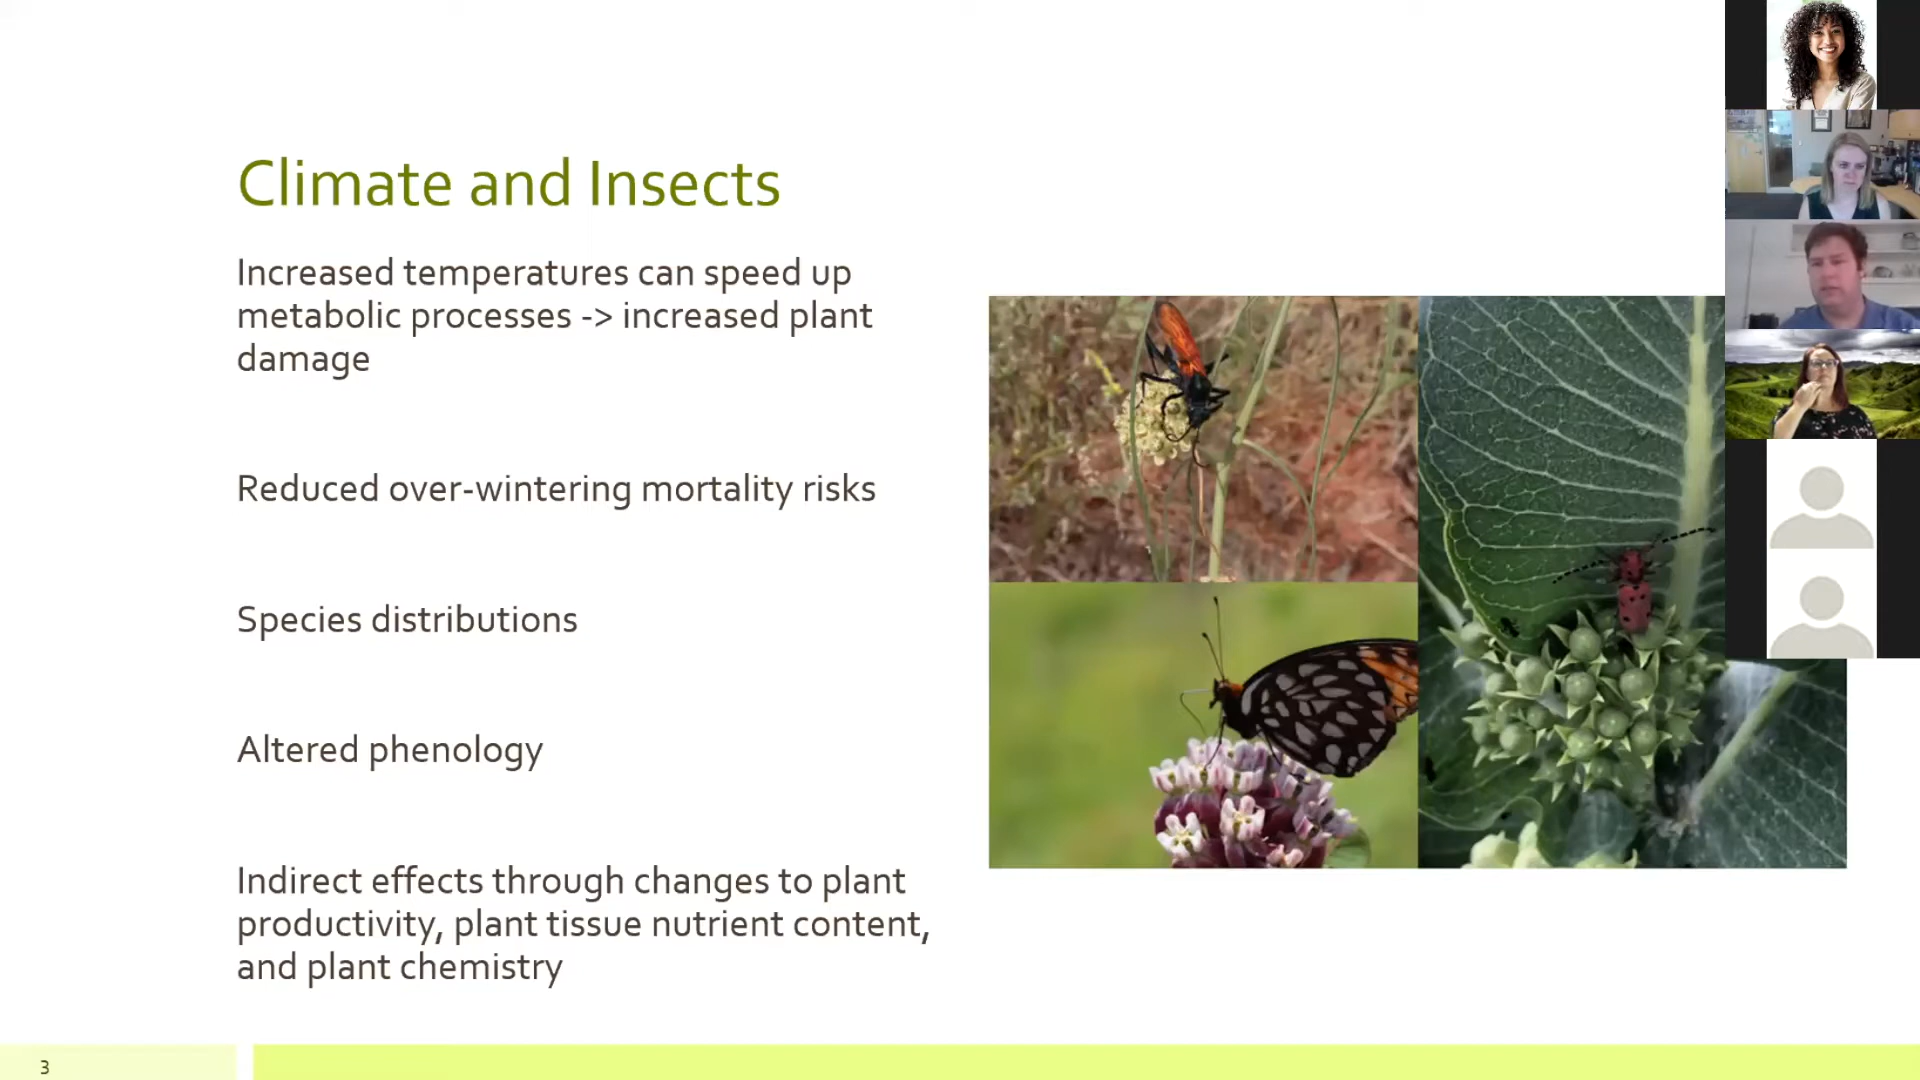 Climate and Insects
Increased temperatures can speed up
metabolic processes -> increased plant
damage
Reduced over-wintering mortality risks
Species distributions
Altered phenology
Indirect effects through changes to plant
productivity, plant tissue nutrient content,
and plant chemistry
3